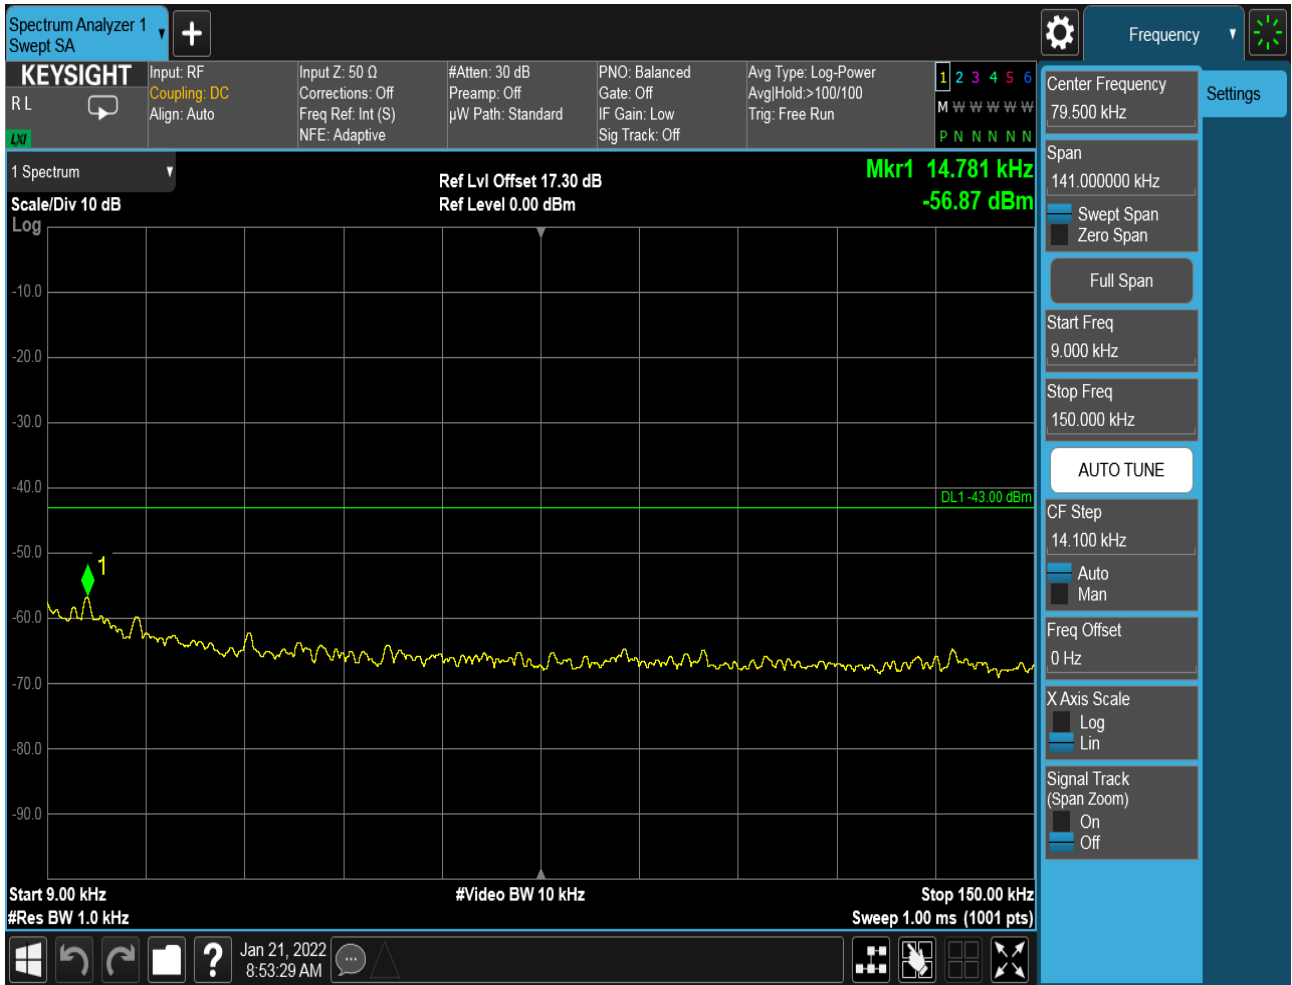 Spectrum Analyzer 1
Swept SA
Frequency
KEYSIGHT
R L
LXI
Input: RF
Coupling: DC
Align: Auto
Input Z: 50 Ω
Corrections: Off
Freq Ref: Int (S)
NFE: Adaptive
#Atten: 30 dB
Preamp: Off
µW Path: Standard
PNO: Balanced
Gate: Off
IF Gain: Low
Sig Track: Off
Avg Type: Log-Power
Avg|Hold:>100/100
Trig: Free Run
1 2 3 4 5 6
M W W W W W
P N N N N N
1 Spectrum
Scale/Div 10 dB
Log
Ref Lvl Offset 17.30 dB
Ref Level 0.00 dBm
Mkr1 14.781 kHz
-56.87 dBm
-10.0
-20.0
-30.0
-40.0
DL1 -43.00 dBm
-50.0
1
-60.0
-70.0
-80.0
-90.0
Start 9.00 kHz
#Video BW 10 kHz
Stop 150.00 kHz
#Res BW 1.0 kHz
Sweep 1.00 ms (1001 pts)
Jan 21, 2022
8:53:29 AM
?
Center Frequency
79.500 kHz
Settings
Span
141.000000 kHz
Swept Span
Zero Span
Full Span
Start Freq
9.000 kHz
Stop Freq
150.000 kHz
AUTO TUNE
CF Step
14.100 kHz
Auto
Man
Freq Offset
0 Hz
X Axis Scale
Log
Lin
Signal Track
(Span Zoom)
On
Off